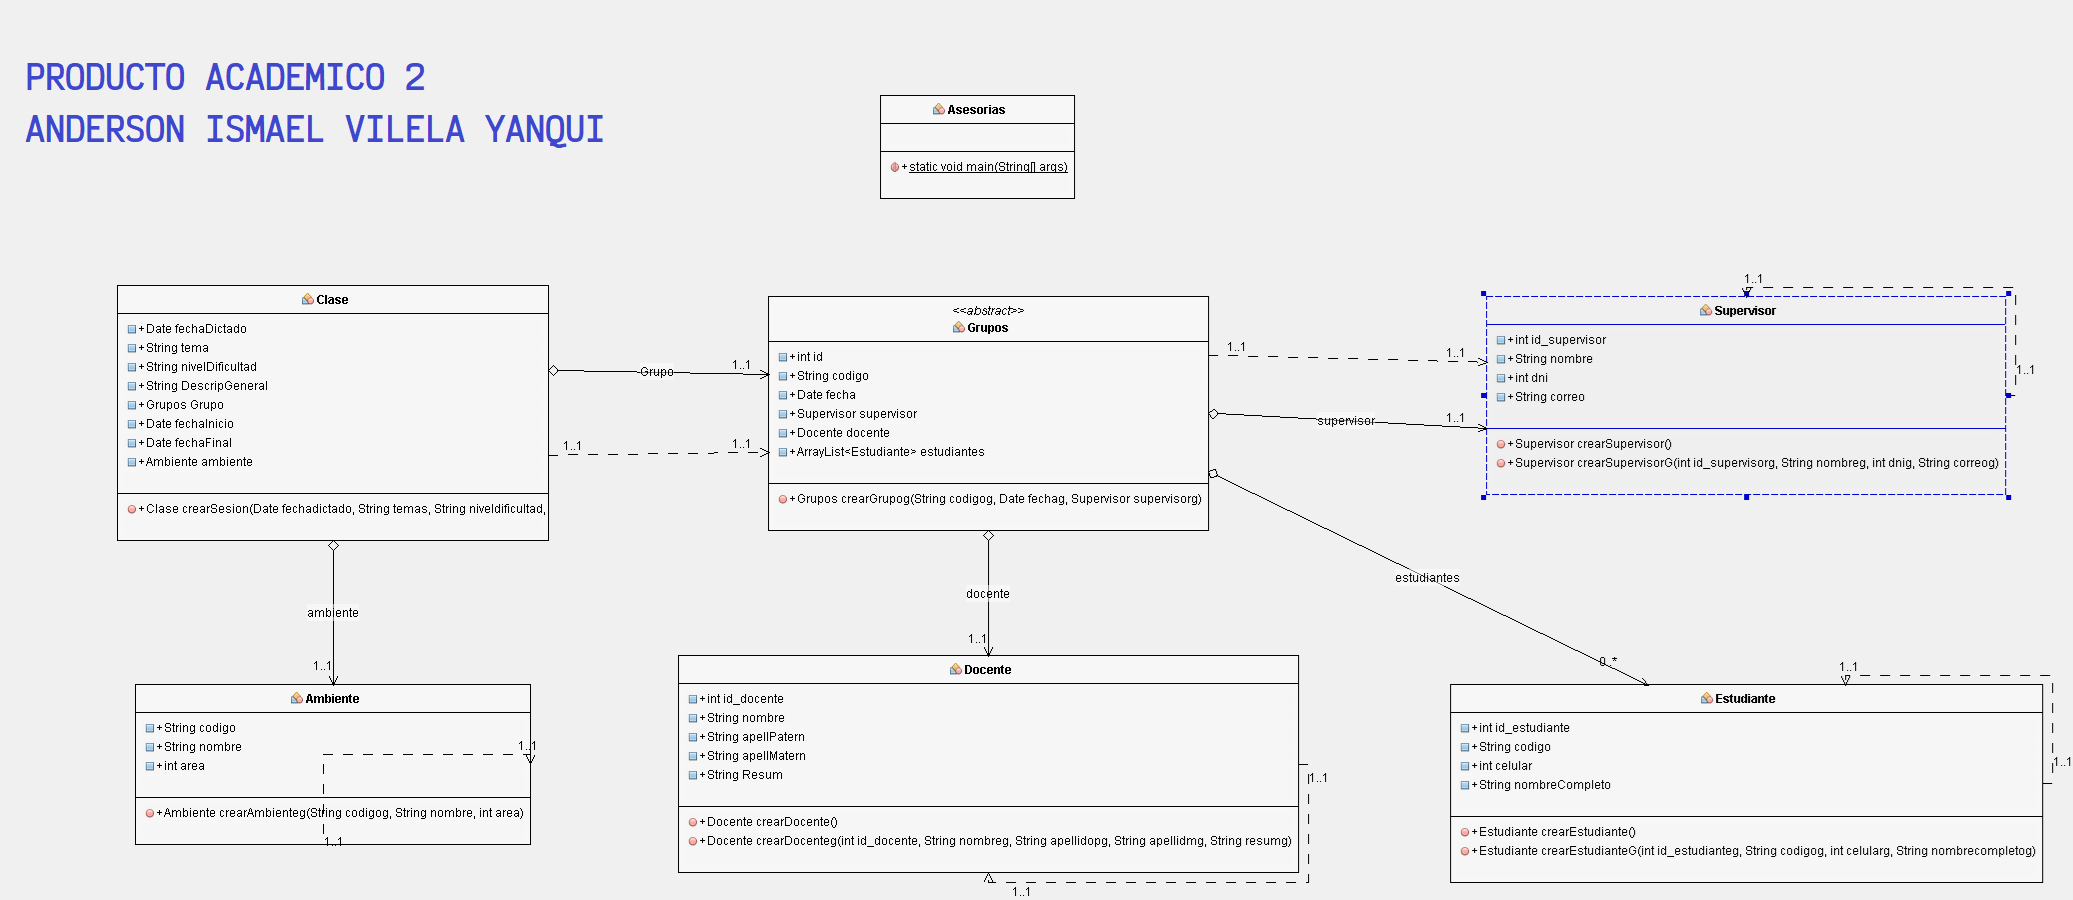 PRODUCTO ACADEMICO 2
ANDERSON ISMAEL VILELA YANQUI
Asesorias
+static void main(String[] args)
Clase
+Date fechaDictado
+String tema
+String nivelDificultad
+String DescripGeneral
+Grupos Grupo
+Date fechaInicio
+Date fechaFinal
+Ambiente ambiente
+Clase crearSesion(Date fechadictado, String temas, String niveldificultad,
Grupo
1..1
1..1
1..1
<<abstract>>
Grupos
+int id
+String codigo
+Date fecha
+Supervisor supervisor
+Docente docente
+ArrayList<Estudiante> estudiantes
+Grupos crearGrupog(String codigog, Date fechag, Supervisor supervisorg)
1..1
1..1
supervisor
1..1
1..1
1..1
Supervisor
+int id_supervisor
+String nombre
+int dni
+String correo
+Supervisor crearSupervisor()
+Supervisor crearSupervisorG(int id_supervisorg, String nombreg, int dnig, String correog)
ambiente
1..1
docente
1..1
estudiantes
0..*
Ambiente
+String codigo
+String nombre
+int area
1..1
+Ambiente crearAmbienteg(String codigog, String nombre, int area)
1..1
Docente
+int id_docente
+String nombre
+String apellPatern
+String apellMatern
+String Resum
+Docente crearDocente()
+Docente crearDocenteg(int id_docente, String nombreg, String apellidopg, String apellidmg, String resumg)
1..1
1..1
1..1
Estudiante
+int id_estudiante
+String codigo
+int celular
+String nombreCompleto
+Estudiante crearEstudiante()
+Estudiante crearEstudianteG(int id_estudianteg, String codigog, int celularg, String nombrecompletog)
1..1